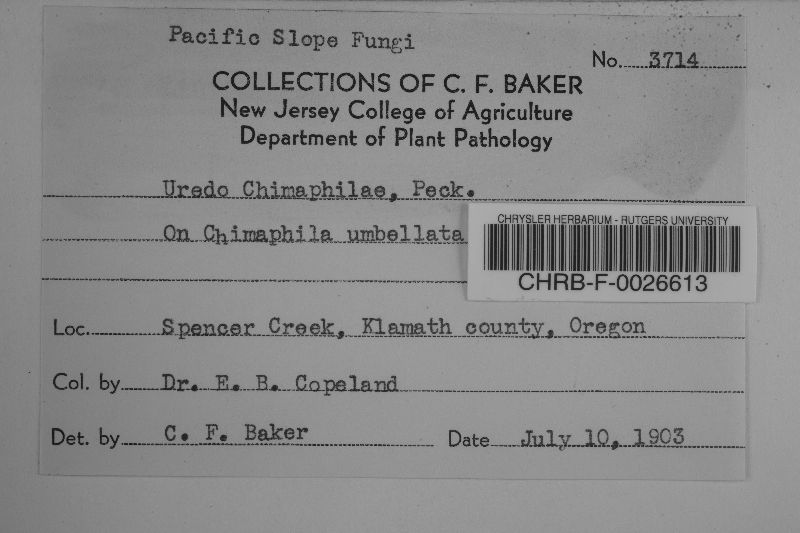 Pacific Slope Fungi
No. 3714
COLLECTIONS OF C. F. BAKER
New Jersey College of Agriculture
Department of Plant Pathology
Uredo Chimaphilae, Peck.
On Chimaphila umbellata
CHRYSLER HERBARIUM - RUTGERS UNIVERSITY
CHRB-F-0026613
Loc. Spencer Creek, Klamath county, Oregon
Col. by Dr. E. B. Copeland
Det. by C. F. Baker Date July 10, 1903